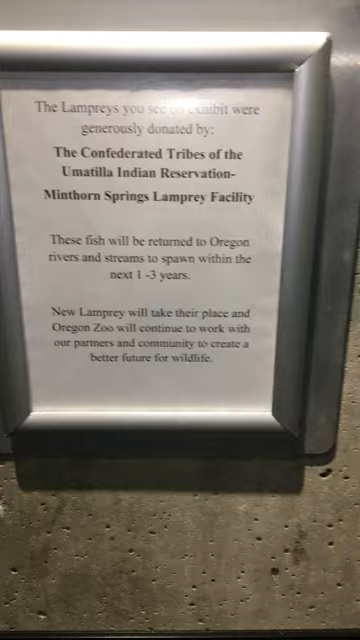 The Lampreys you see on exhibit were
generously donated by:
The Confederated Tribes of the
Umatilla Indian Reservation-
Minthorn Springs Lamprey Facility
These fish will be returned to Oregon
rivers and streams to spawn within the
next 1 -3 years.
New Lamprey will take their place and
Oregon Zoo will continue to work with
our partners and community to create a
better future for wildlife.